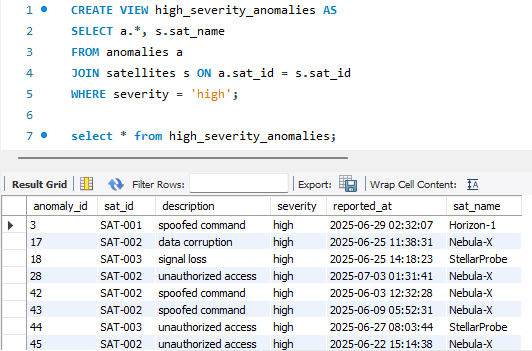 1 CREATE VIEW high_severity_anomalies AS
2 SELECT a.*, s.sat_name
3 FROM anomalies a
4 JOIN satellites s ON a.sat_id = s.sat_id
5 WHERE severity = 'high';
6
7 select * from high_severity_anomalies;
Result Grid Filter Rows: Export: Wrap Cell Content:
anomaly_id sat_id description severity reported_at sat_name
3 SAT-001 spoofed command high 2025-06-29 02:32:07 Horizon-1
17 SAT-002 data corruption high 2025-06-25 11:38:31 Nebula-X
18 SAT-003 signal loss high 2025-06-25 14:18:23 StellarProbe
28 SAT-002 unauthorized access high 2025-07-03 01:31:41 Nebula-X
42 SAT-002 spoofed command high 2025-06-03 12:32:28 Nebula-X
43 SAT-002 spoofed command high 2025-06-09 05:52:31 Nebula-X
44 SAT-003 unauthorized access high 2025-06-27 08:03:44 StellarProbe
45 SAT-002 unauthorized access high 2025-06-22 15:14:38 Nebula-X